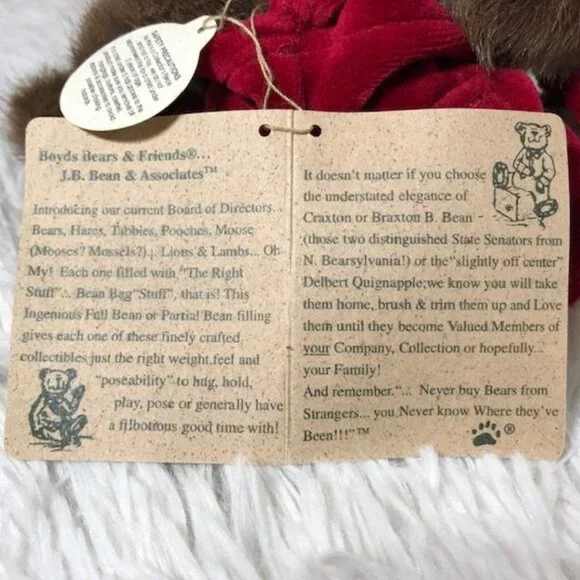 SAFETY PRECAUTIONS
Boyds Bears & Friends®...
J.B. Bean & Associates™
Introducing our current Board of Directors...
Bears, Hares, Tabbies, Pooches, Moose
(Mooses? Mossels?)... Lions & Lambs... Oh
My! Each one filled with "The Right
Stuff"... Bean Bag "Stuff", that is! This
Ingenious Full Bean or Partial Bean filling
gives each one of these finely crafted
collectibles just the right weight, feel and
"poseability" to hug, hold,
play, pose or generally have
a filbotious good time with!
It doesn't matter if you choose
the understated elegance of
Craxton or Braxton B. Bean -
(those two distinguished State Senators from
N. Bearsylvania!) or the "slightly off center"
Delbert Quignapple; we know you will take
them home, brush & trim them up and Love
them until they become Valued Members of
your Company, Collection or hopefully...
your Family!
And remember "... Never buy Bears from
Strangers... you Never know Where they've
Been!!!"™
®